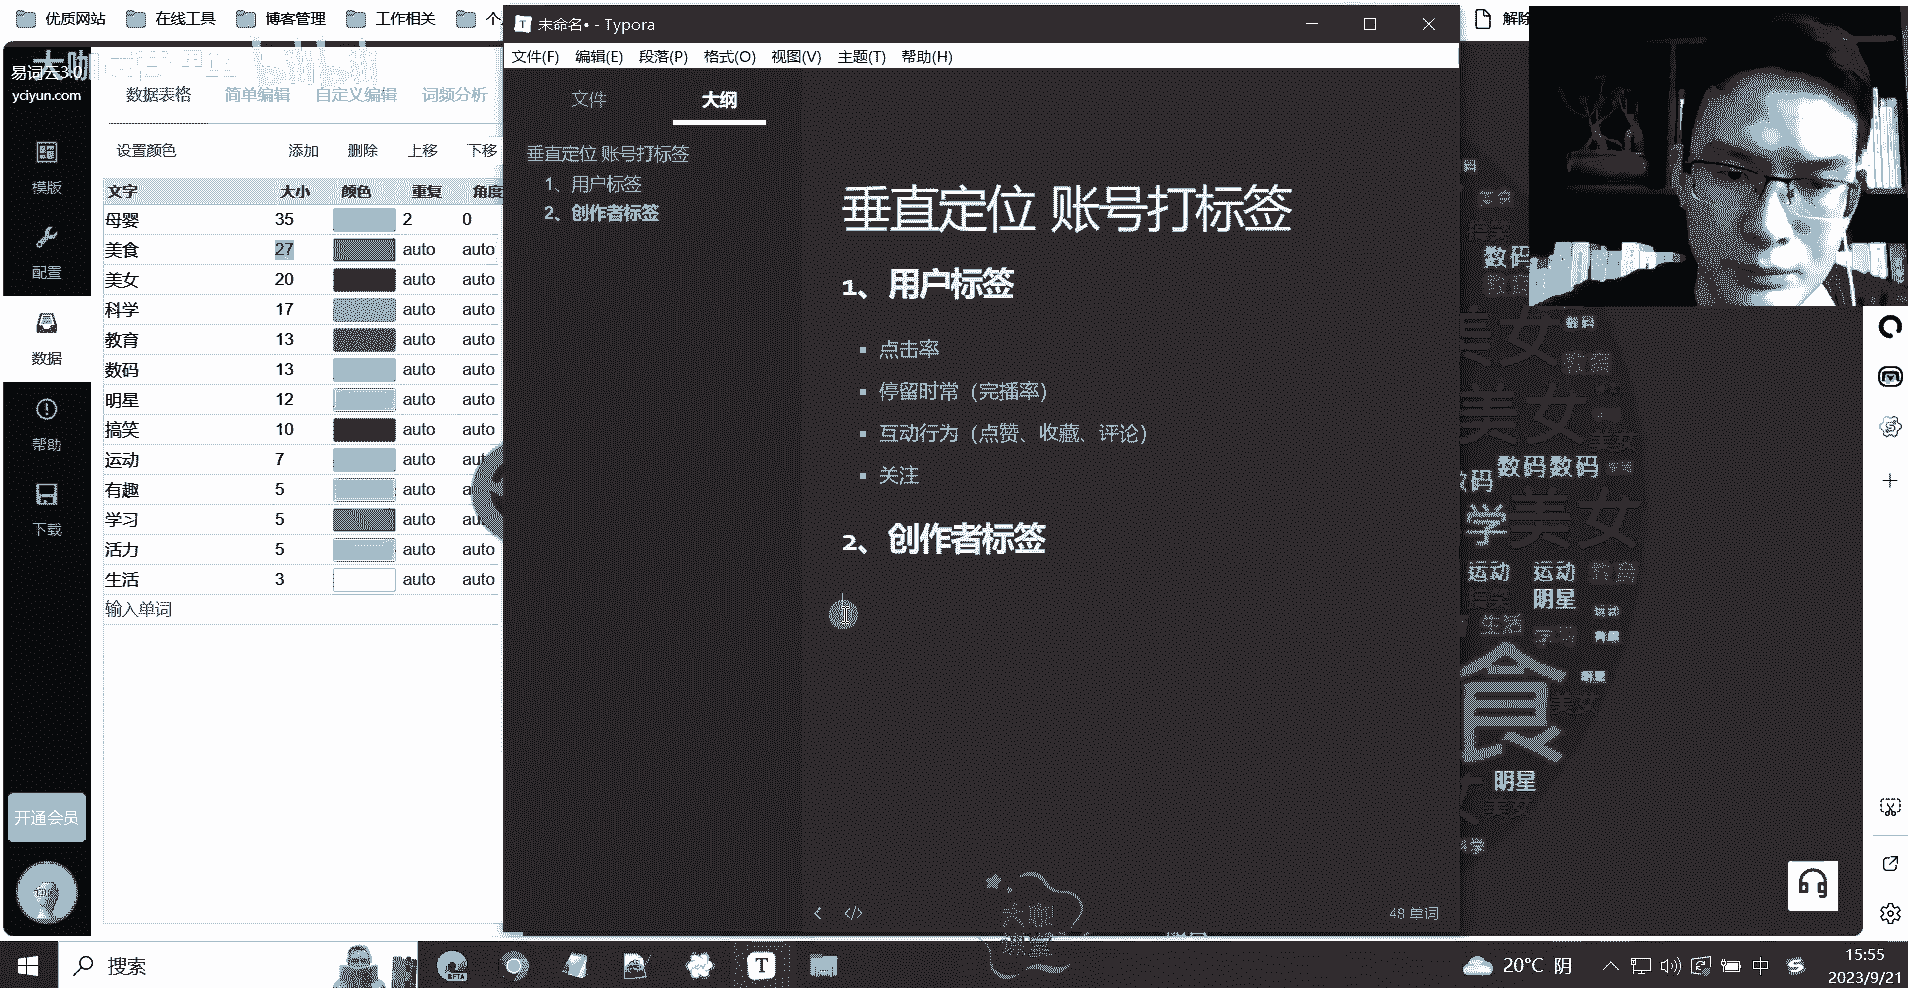 优质网站 在线工具 博客管理 工作相关
易词云3.0
yciyun.com
模版
配置
数据
帮助
下载
开通会员
数据表格 简单编辑 自定义编辑 词频分析
设置颜色 添加 删除 上移 下移
文字 大小 颜色 重复 角度
母婴 35 2 0
美食 27 auto auto
美女 20 auto auto
科学 17 auto auto
教育 13 auto auto
数码 13 auto auto
明星 12 auto auto
搞笑 10 auto auto
运动 7 auto
有趣 5 auto
学习 5 auto
活力 5 auto auto
生活 3 auto auto
输入单词
未命名• - Typora
文件(F) 编辑(E) 段落(P) 格式(O) 视图(V) 主题(T) 帮助(H)
文件 大纲
垂直定位 账号打标签
1、用户标签
2、创作者标签
垂直定位 账号打标签
1、用户标签
点击率
停留时常（完播率）
互动行为（点赞、收藏、评论）
关注
2、创作者标签
48 单词
解除
数码
美女
美女
数码 数码
学 美女
运动 运动 教育
明星
生活
食
明星
大咖
课堂
搜索
20°C 阴
中
15:55
2023/9/21